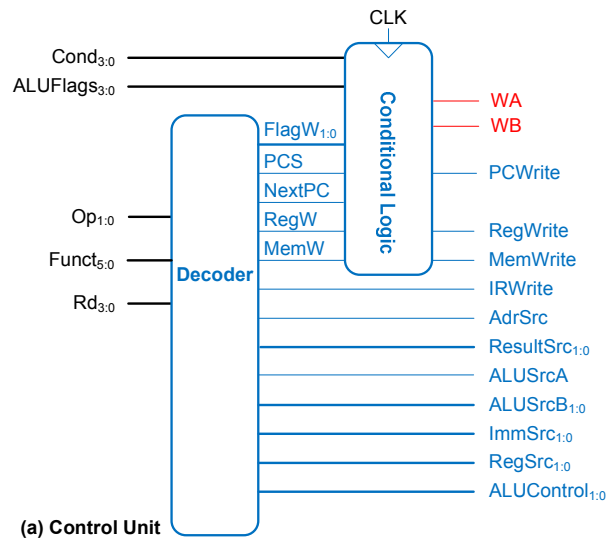 CLK
Cond3:0
ALUFlags3:0
Conditional Logic
WA
WB
FlagW1:0
PCS
PCWrite
NextPC
Op1:0
RegW
RegWrite
Funct5:0
Decoder
MemW
MemWrite
IRWrite
Rd3:0
AdrSrc
ResultSrc1:0
ALUSrcA
ALUSrcB1:0
ImmSrc1:0
RegSrc1:0
ALUControl1:0
(a) Control Unit